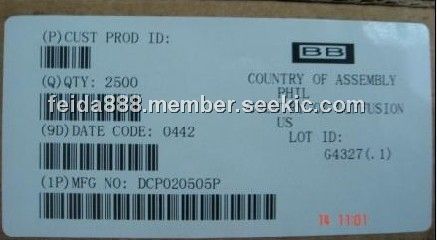 (P)CUST PROD ID:
BB
(Q)QTY: 2500
COUNTRY OF ASSEMBLY
PHIL
feida888.member.seekic.com
FUSION
US
(9D)DATE CODE: 0442
LOT ID:
G4327(.1)
(1P)MFG NO: DCP020505P
14 11:01